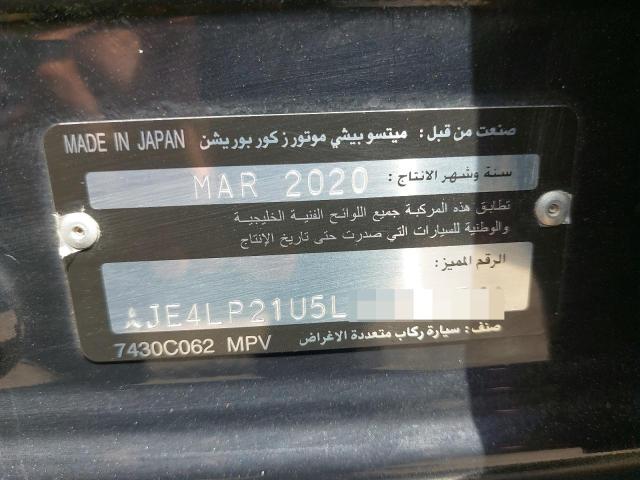 صنعت من قبل: ميتسوبيشي موتورز كوربوريشن MADE IN JAPAN
سنة وشهر الانتاج: MAR 2020
تطابق هذه المركبة جميع اللوائح الفنية الخليجية
والوطنية للسيارات التي صدرت حتى تاريخ الإنتاج
الرقم المميز:
JE4LP21U5L
صنف: سيارة ركاب متعددة الاغراض 7430C062 MPV